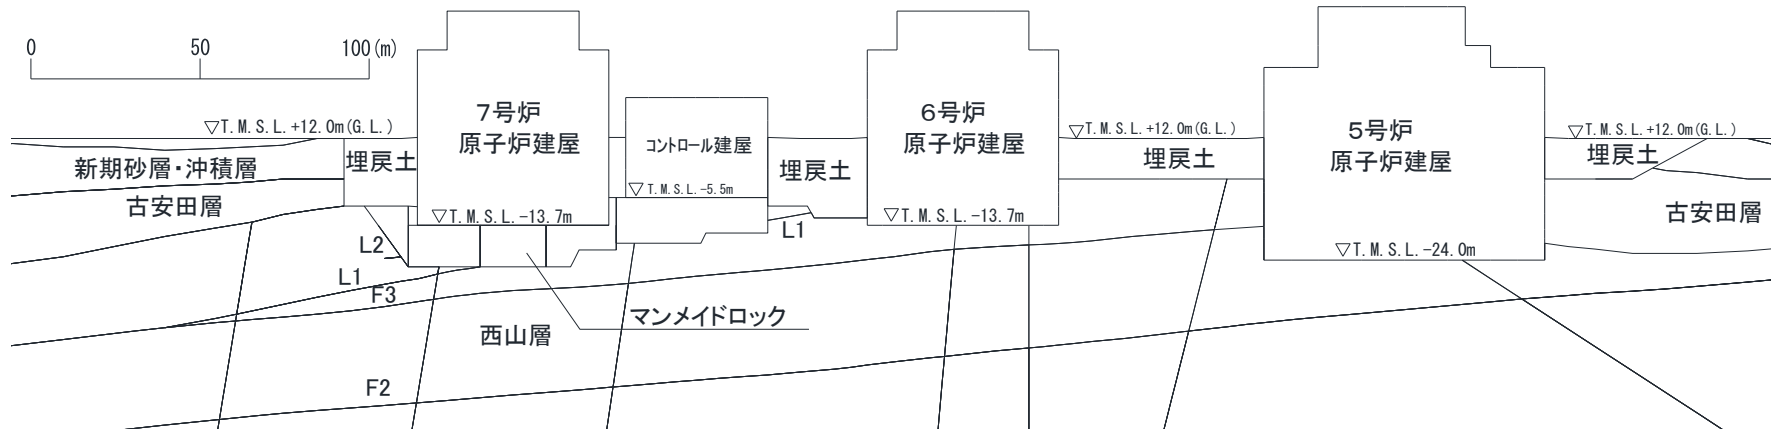 0 50 100(m)
7号炉
原子炉建屋
コントロール建屋
6号炉
原子炉建屋
5号炉
原子炉建屋
▽T.M.S.L.+12.0m(G.L.)
▽T.M.S.L.+12.0m(G.L.)
▽T.M.S.L.+12.0m(G.L.)
新期砂層・沖積層
埋戻土
埋戻土
埋戻土
埋戻土
古安田層
▽T.M.S.L.-5.5m
▽T.M.S.L.-13.7m
▽T.M.S.L.-13.7m
古安田層
L2
L1
L1
▽T.M.S.L.-24.0m
F3
マンメイドロック
西山層
F2